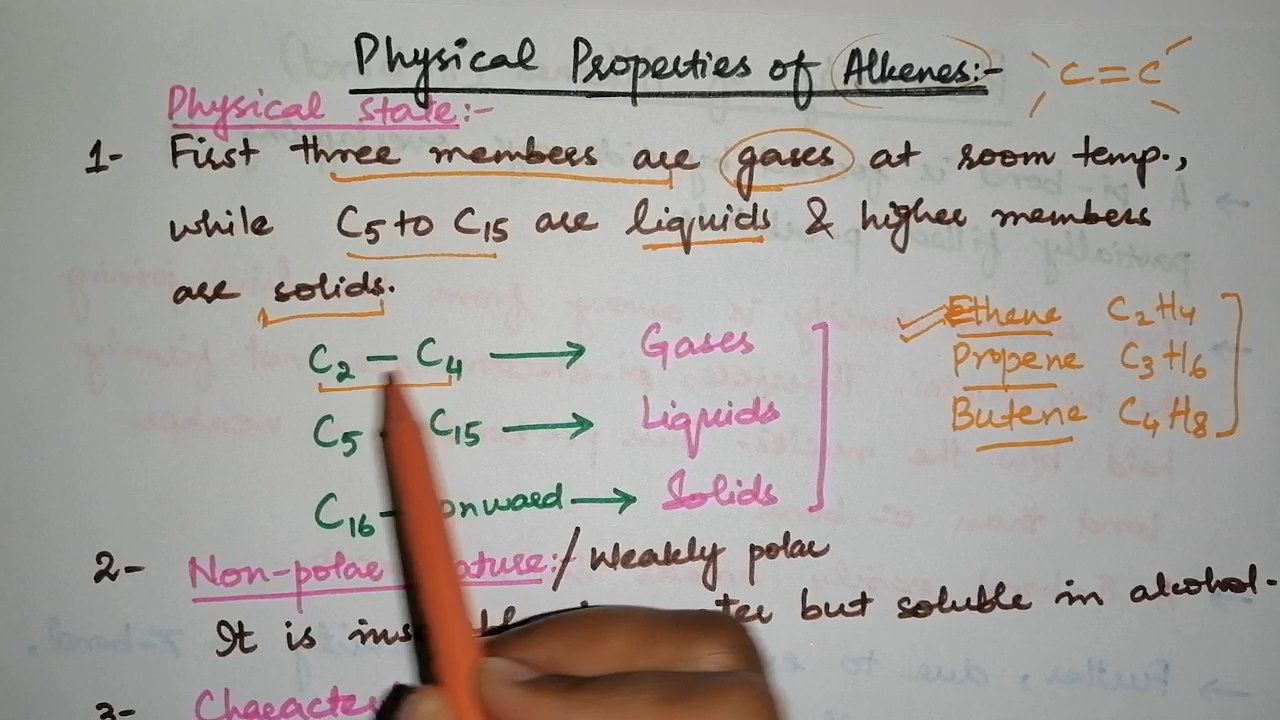 Physical Properties of Alkenes:-
C=C
Physical state:-
1- First three members are gases at room temp.,
while C5 to C15 are liquids & higher members
are solids.
C2 - C4 → Gases
C5 C15 → Liquids
C16 - onward → Solids
Ethene C2H4
Propene C3H6
Butene C4H8
2- Non-polar :-/Weakly polar
It is but soluble in alcohol.
3-